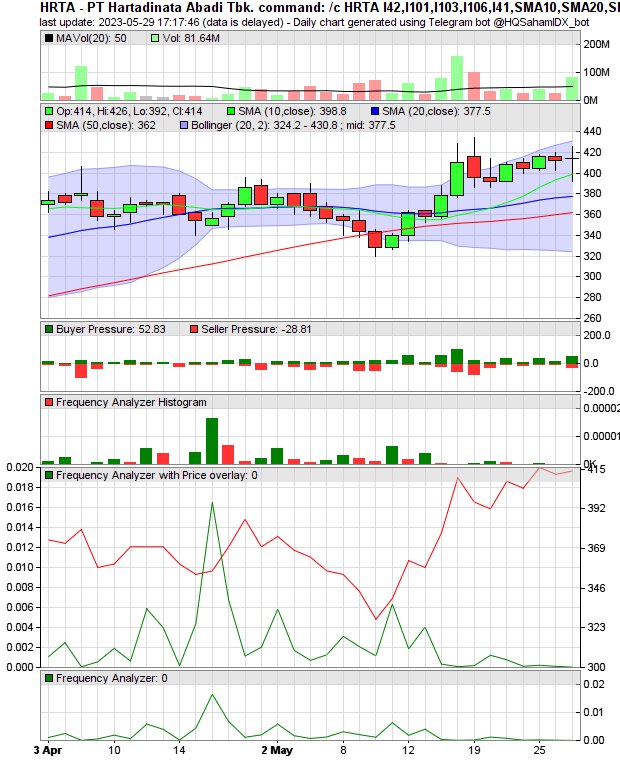 HRTA - PT Hartadinata Abadi Tbk. command: /c HRTA I42,I101,I103,I106,I41,SMA10,SMA20,S
last update: 2023-05-29 17:17:46 (data is delayed) - Daily chart generated using Telegram bot @HQSahamIDX_bot
MAVol(20): 50 Vol: 81.64M
200M
100M
0M
Op:414, Hi:426, Lo:392, Cl:414 SMA (10,close): 398.8 SMA (20,close): 377.5
SMA (50,close): 362 Bollinger (20, 2): 324.2 - 430.8 ; mid: 377.5
440
420
400
380
360
340
320
300
280
260
Buyer Pressure: 52.83 Seller Pressure: -28.81
200.0
0.0
-200.0
Frequency Analyzer Histogram
0.00002
0.00001
0K
Frequency Analyzer with Price overlay: 0
0.020
0.018
0.016
0.014
0.012
0.010
0.008
0.006
0.004
0.002
0.000
415
392
369
346
323
300
Frequency Analyzer: 0
0.02
0.01
0.00
3 Apr 10 14 2 May 8 12 19 25